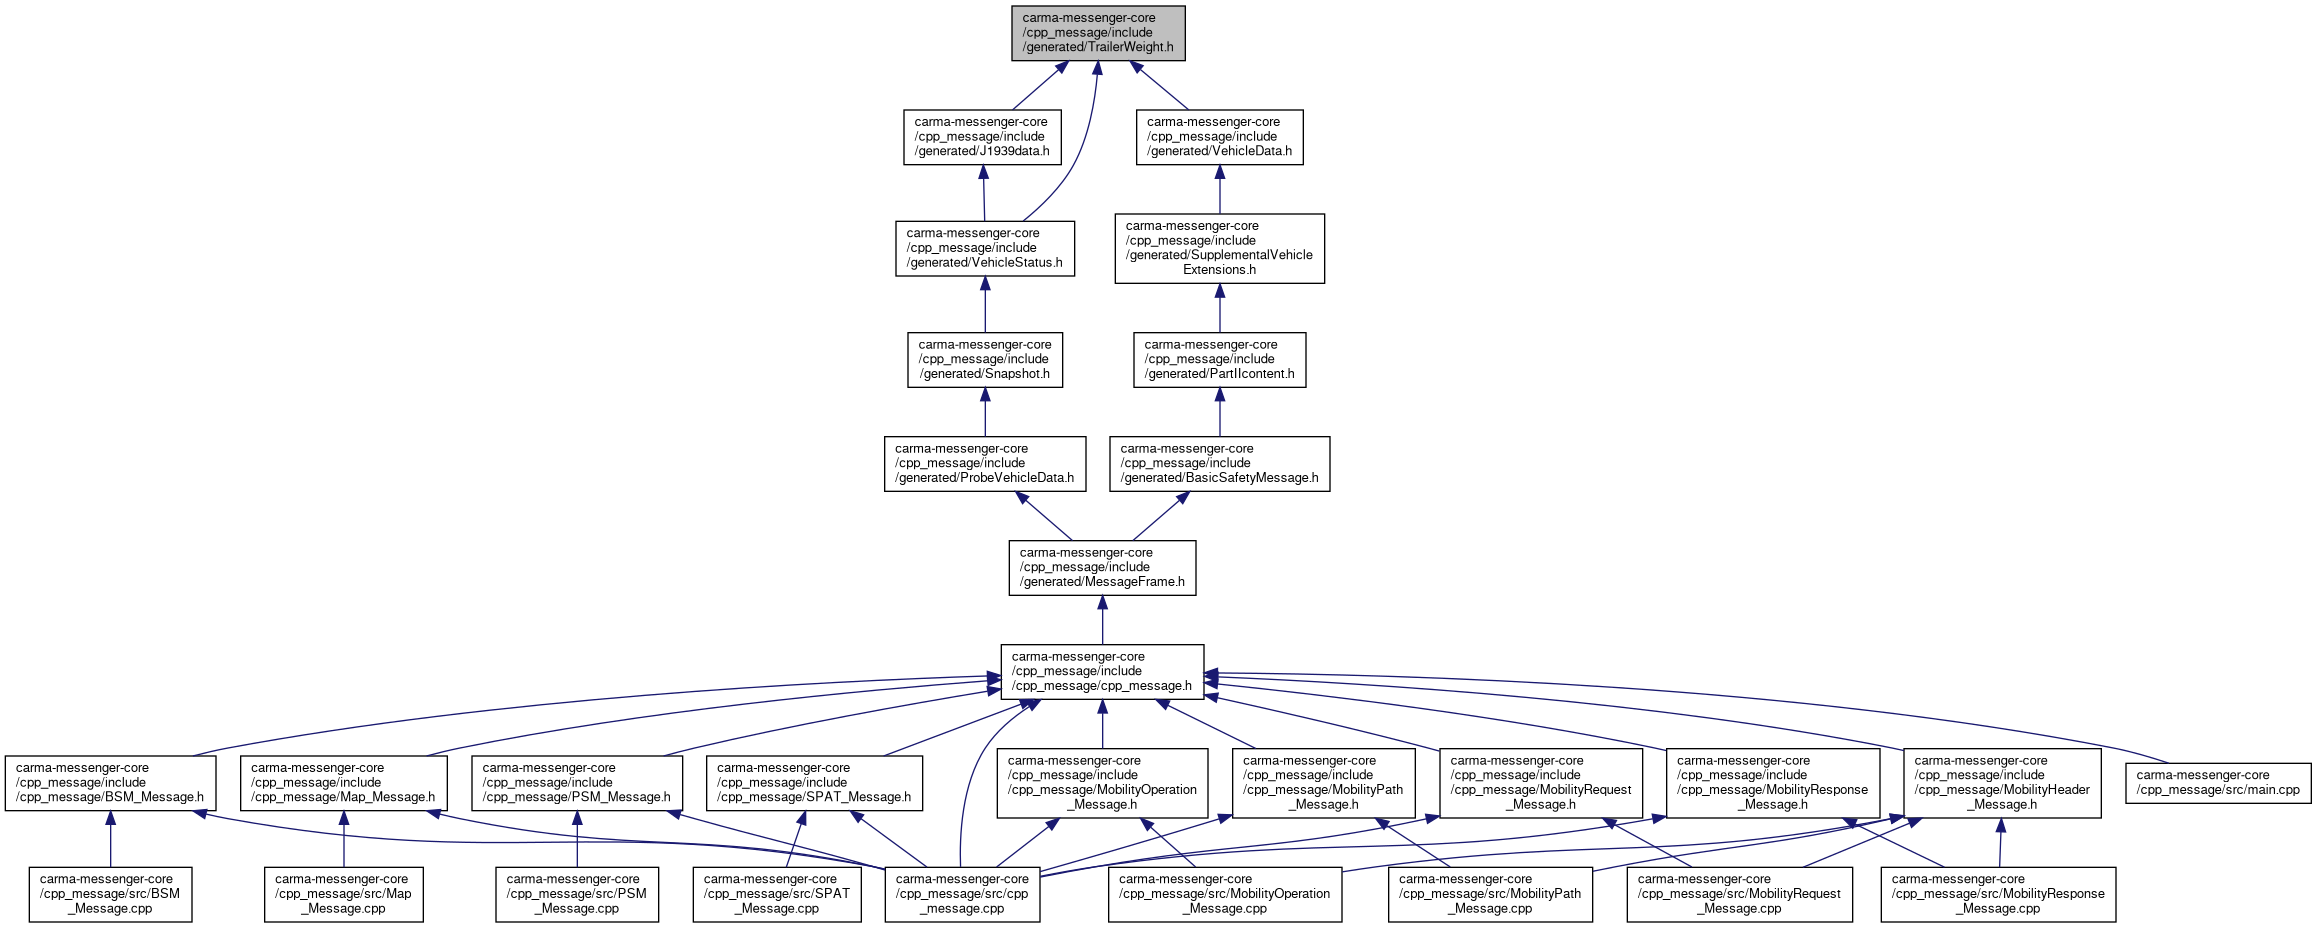 carma-messenger-core
/cpp_message/include
/generated/TrailerWeight.h
carma-messenger-core
/cpp_message/include
/generated/J1939data.h
carma-messenger-core
/cpp_message/include
/generated/VehicleData.h
carma-messenger-core
/cpp_message/include
/generated/VehicleStatus.h
carma-messenger-core
/cpp_message/include
/generated/SupplementalVehicle
Extensions.h
carma-messenger-core
/cpp_message/include
/generated/Snapshot.h
carma-messenger-core
/cpp_message/include
/generated/PartIIcontent.h
carma-messenger-core
/cpp_message/include
/generated/ProbeVehicleData.h
carma-messenger-core
/cpp_message/include
/generated/BasicSafetyMessage.h
carma-messenger-core
/cpp_message/include
/generated/MessageFrame.h
carma-messenger-core
/cpp_message/include
/cpp_message/cpp_message.h
carma-messenger-core
/cpp_message/include
/cpp_message/BSM_Message.h
carma-messenger-core
/cpp_message/include
/cpp_message/Map_Message.h
carma-messenger-core
/cpp_message/include
/cpp_message/PSM_Message.h
carma-messenger-core
/cpp_message/include
/cpp_message/SPAT_Message.h
carma-messenger-core
/cpp_message/include
/cpp_message/MobilityOperation
_Message.h
carma-messenger-core
/cpp_message/include
/cpp_message/MobilityPath
_Message.h
carma-messenger-core
/cpp_message/include
/cpp_message/MobilityRequest
_Message.h
carma-messenger-core
/cpp_message/include
/cpp_message/MobilityResponse
_Message.h
carma-messenger-core
/cpp_message/include
/cpp_message/MobilityHeader
_Message.h
carma-messenger-core
/cpp_message/src/main.cpp
carma-messenger-core
/cpp_message/src/BSM
_Message.cpp
carma-messenger-core
/cpp_message/src/Map
_Message.cpp
carma-messenger-core
/cpp_message/src/PSM
_Message.cpp
carma-messenger-core
/cpp_message/src/SPAT
_Message.cpp
carma-messenger-core
/cpp_message/src/cpp
_message.cpp
carma-messenger-core
/cpp_message/src/MobilityOperation
_Message.cpp
carma-messenger-core
/cpp_message/src/MobilityPath
_Message.cpp
carma-messenger-core
/cpp_message/src/MobilityRequest
_Message.cpp
carma-messenger-core
/cpp_message/src/MobilityResponse
_Message.cpp